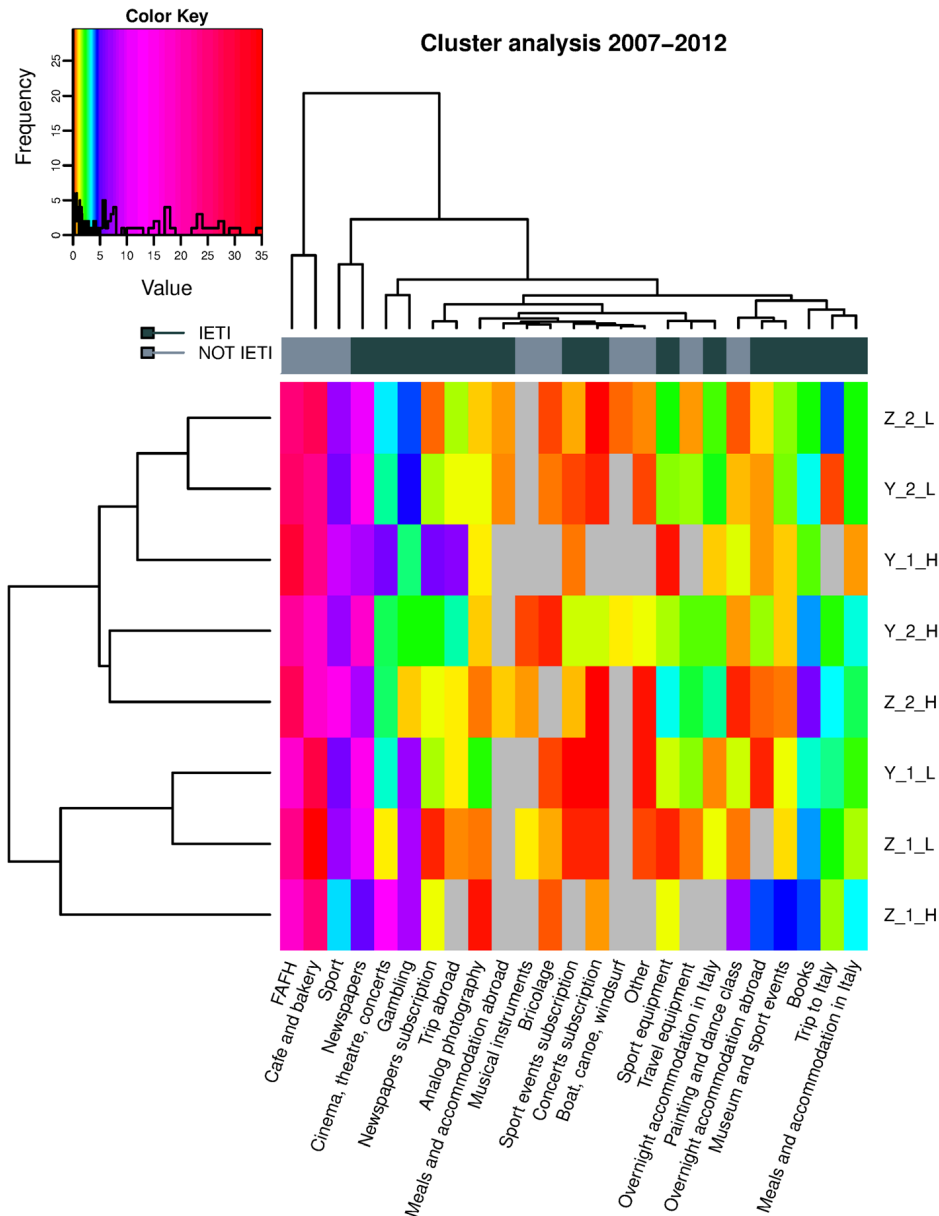 Color Key
Cluster analysis 2007−2012
Frequency
25
20
15
10
5
0
0 5 10 15 20 25 30 35
Value
IETI
NOT IETI
Z_2_L
Y_2_L
Y_1_H
Y_2_H
Z_2_H
Y_1_L
Z_1_L
Z_1_H
FAFH
Cafe and bakery
Sport
Newspapers
Cinema, theatre, concerts
Gambling
Newspapers subscription
Trip abroad
Analog photography
Meals and accommodation abroad
Musical instruments
Bricolage
Sport events subscription
Concerts subscription
Boat, canoe, windsurf
Other
Sport equipment
Travel equipment
Overnight accommodation in Italy
Painting and dance class
Overnight accommodation abroad
Museum and sport events
Books
Trip to Italy
Meals and accommodation in Italy